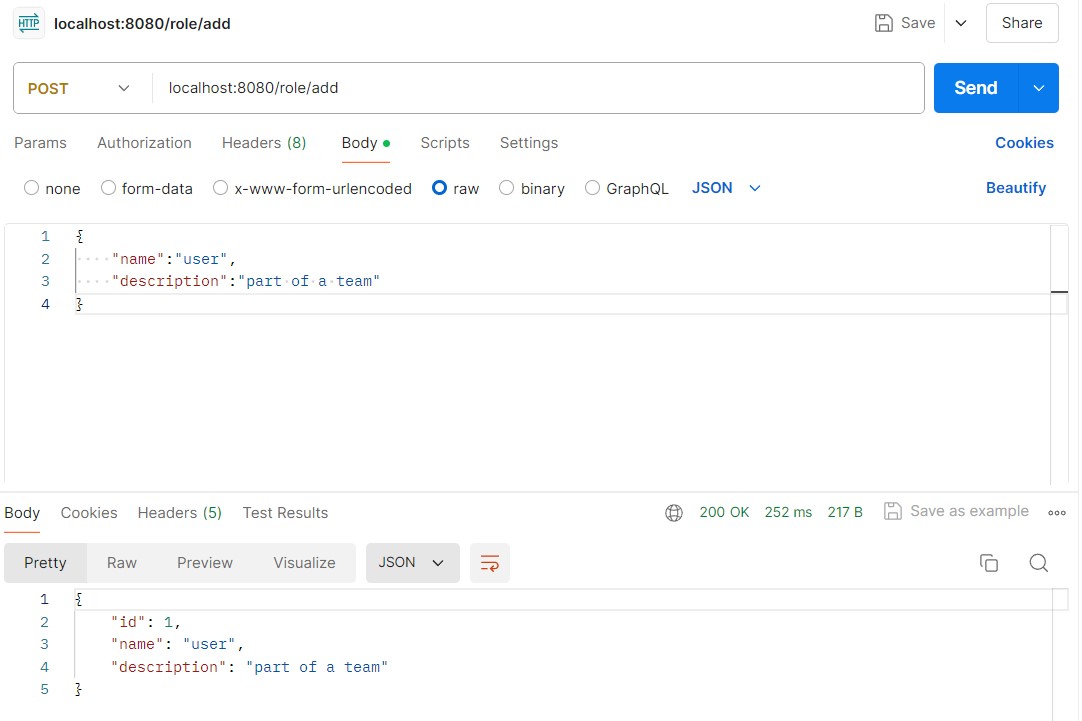 HTTP localhost:8080/role/add Save Share
POST localhost:8080/role/add Send
Params Authorization Headers (8) Body Scripts Settings Cookies
none form-data x-www-form-urlencoded raw binary GraphQL JSON Beautify
1 {
2 "name":"user",
3 "description":"part of a team"
4 }
Body Cookies Headers (5) Test Results 200 OK 252 ms 217 B Save as example
Pretty Raw Preview Visualize JSON
1 {
2 "id": 1,
3 "name": "user",
4 "description": "part of a team"
5 }